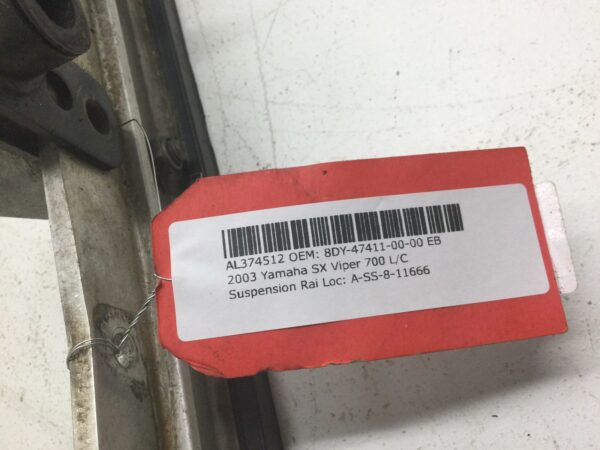 AL374512 OEM: 8DY-47411-00-00 EB
2003 Yamaha SX Viper 700 L/C
Suspension Rai Loc: A-SS-8-11666